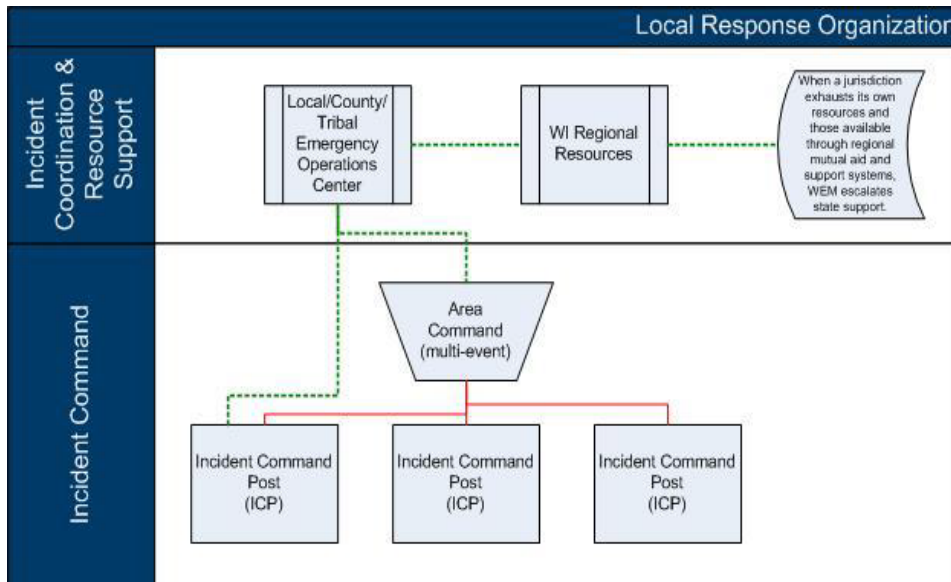 Local Response Organization
Incident
Coordination &
Resource
Support
Local/County/
Tribal
Emergency
Operations
Center
WI Regional
Resources
When a jurisdiction
exhausts its own
resources and
those available
through regional
mutual aid and
support systems,
WEM escalates
state support.
Incident Command
Area
Command
(multi-event)
Incident Command
Post
(ICP)
Incident Command
Post
(ICP)
Incident Command
Post
(ICP)